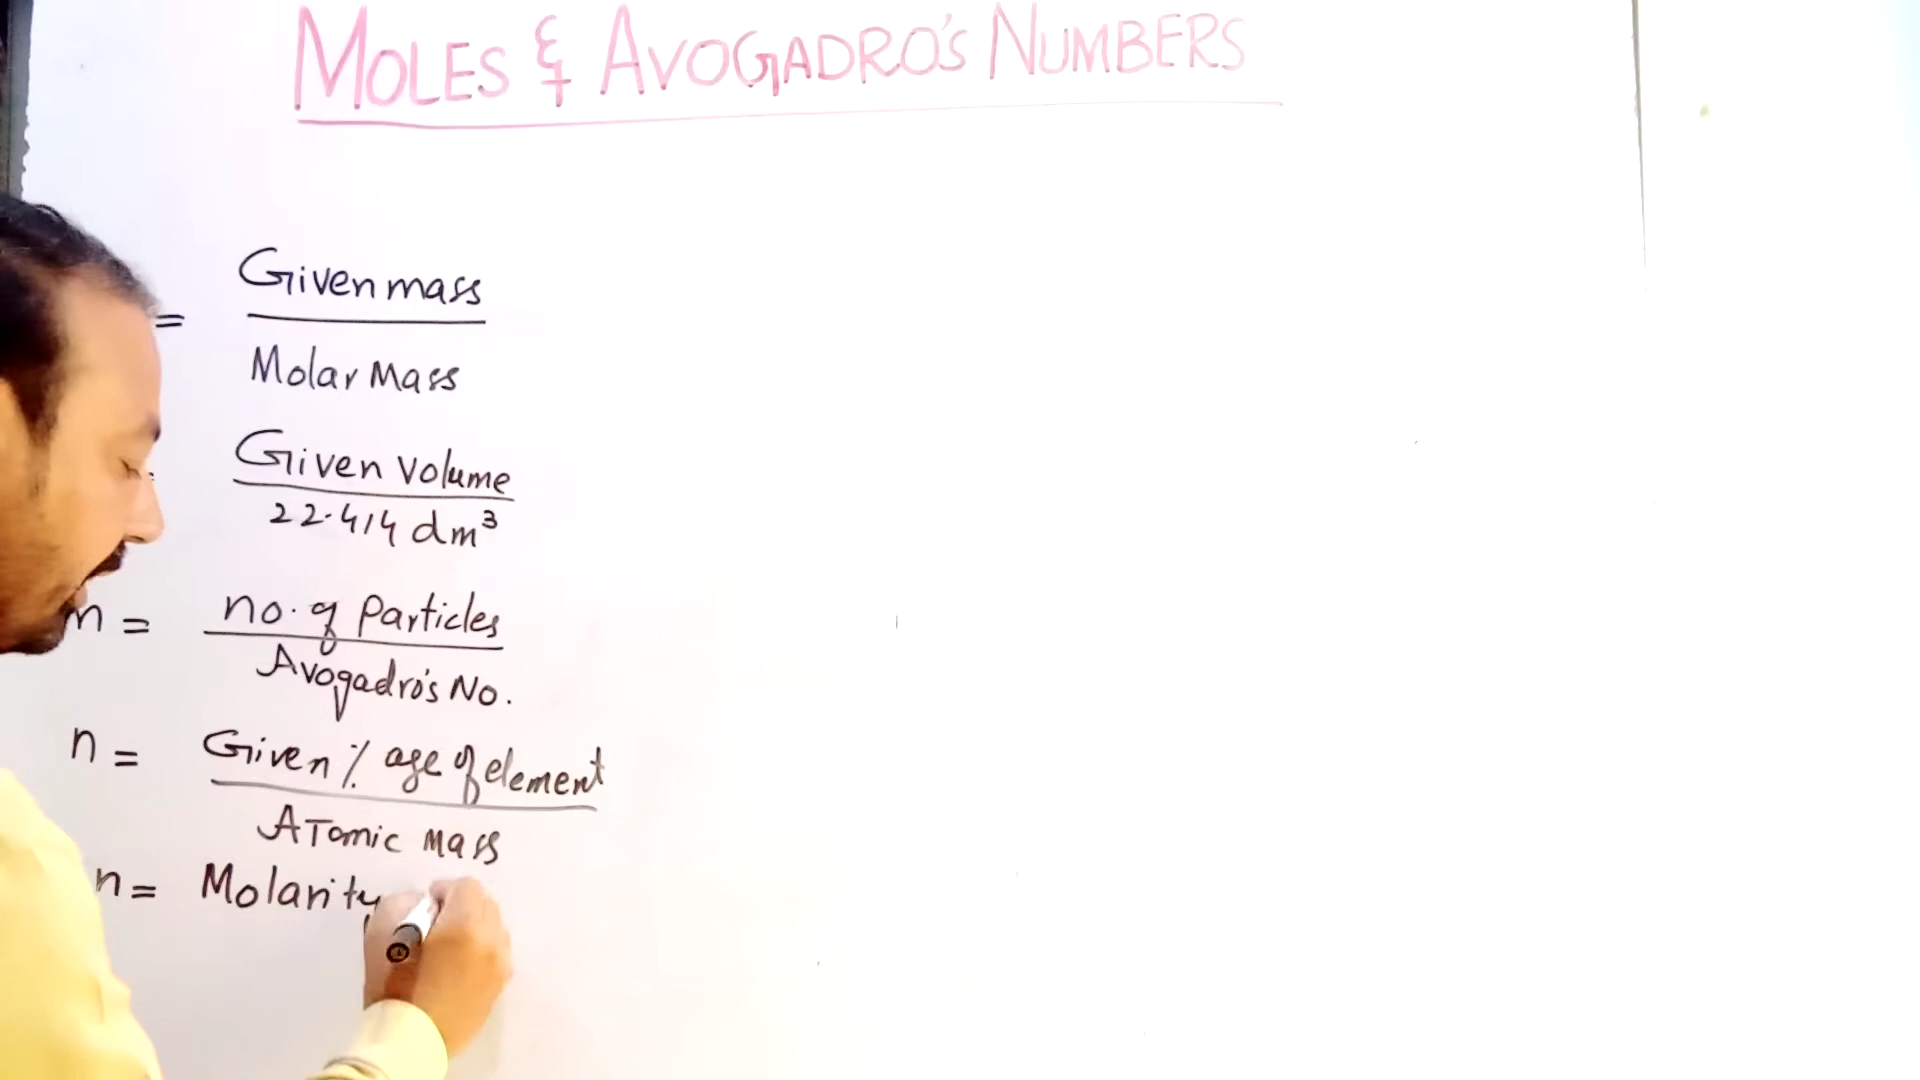 MOLES & AVOGADRO'S NUMBERS
= Given mass
Molar Mass
Given volume
22.414 dm³
n = no. of Particles
Avogadro's No.
n = Given % age of element
Atomic mass
n = Molarity